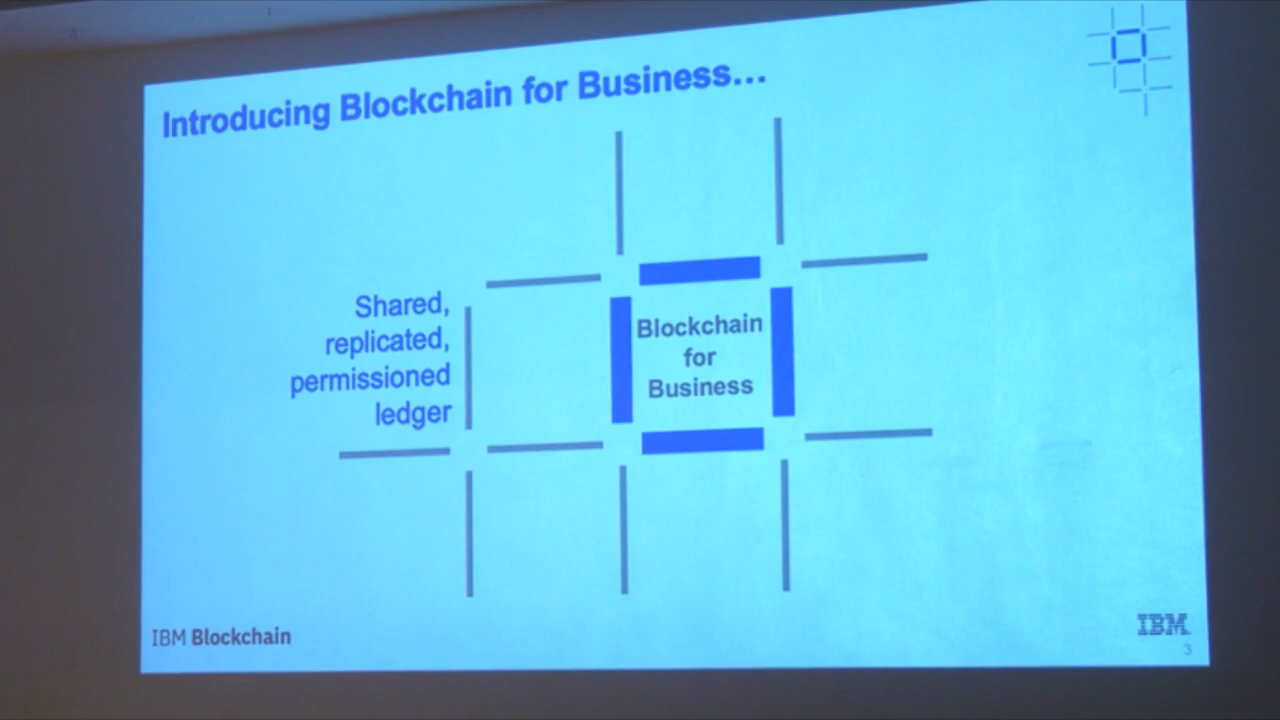 Introducing Blockchain for Business...
Shared,
replicated,
permissioned
ledger
Blockchain
for
Business
IBM Blockchain
IBM
3